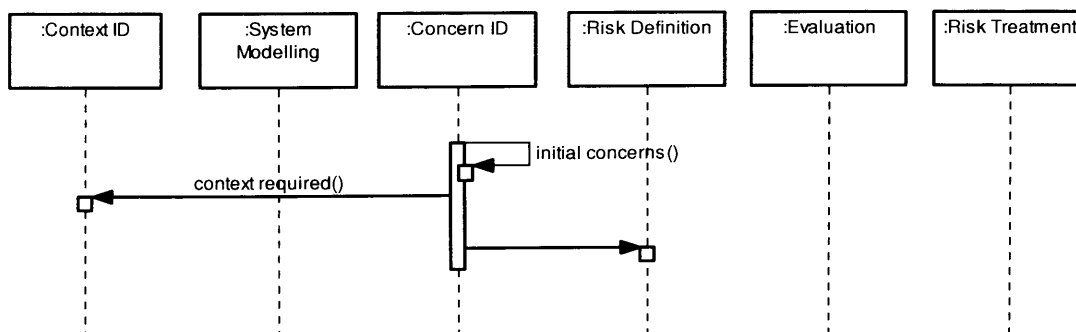 :Context ID
:System
Modelling
:Concern ID
:Risk Definition
:Evaluation
:Risk Treatment
initial concerns()
context required()